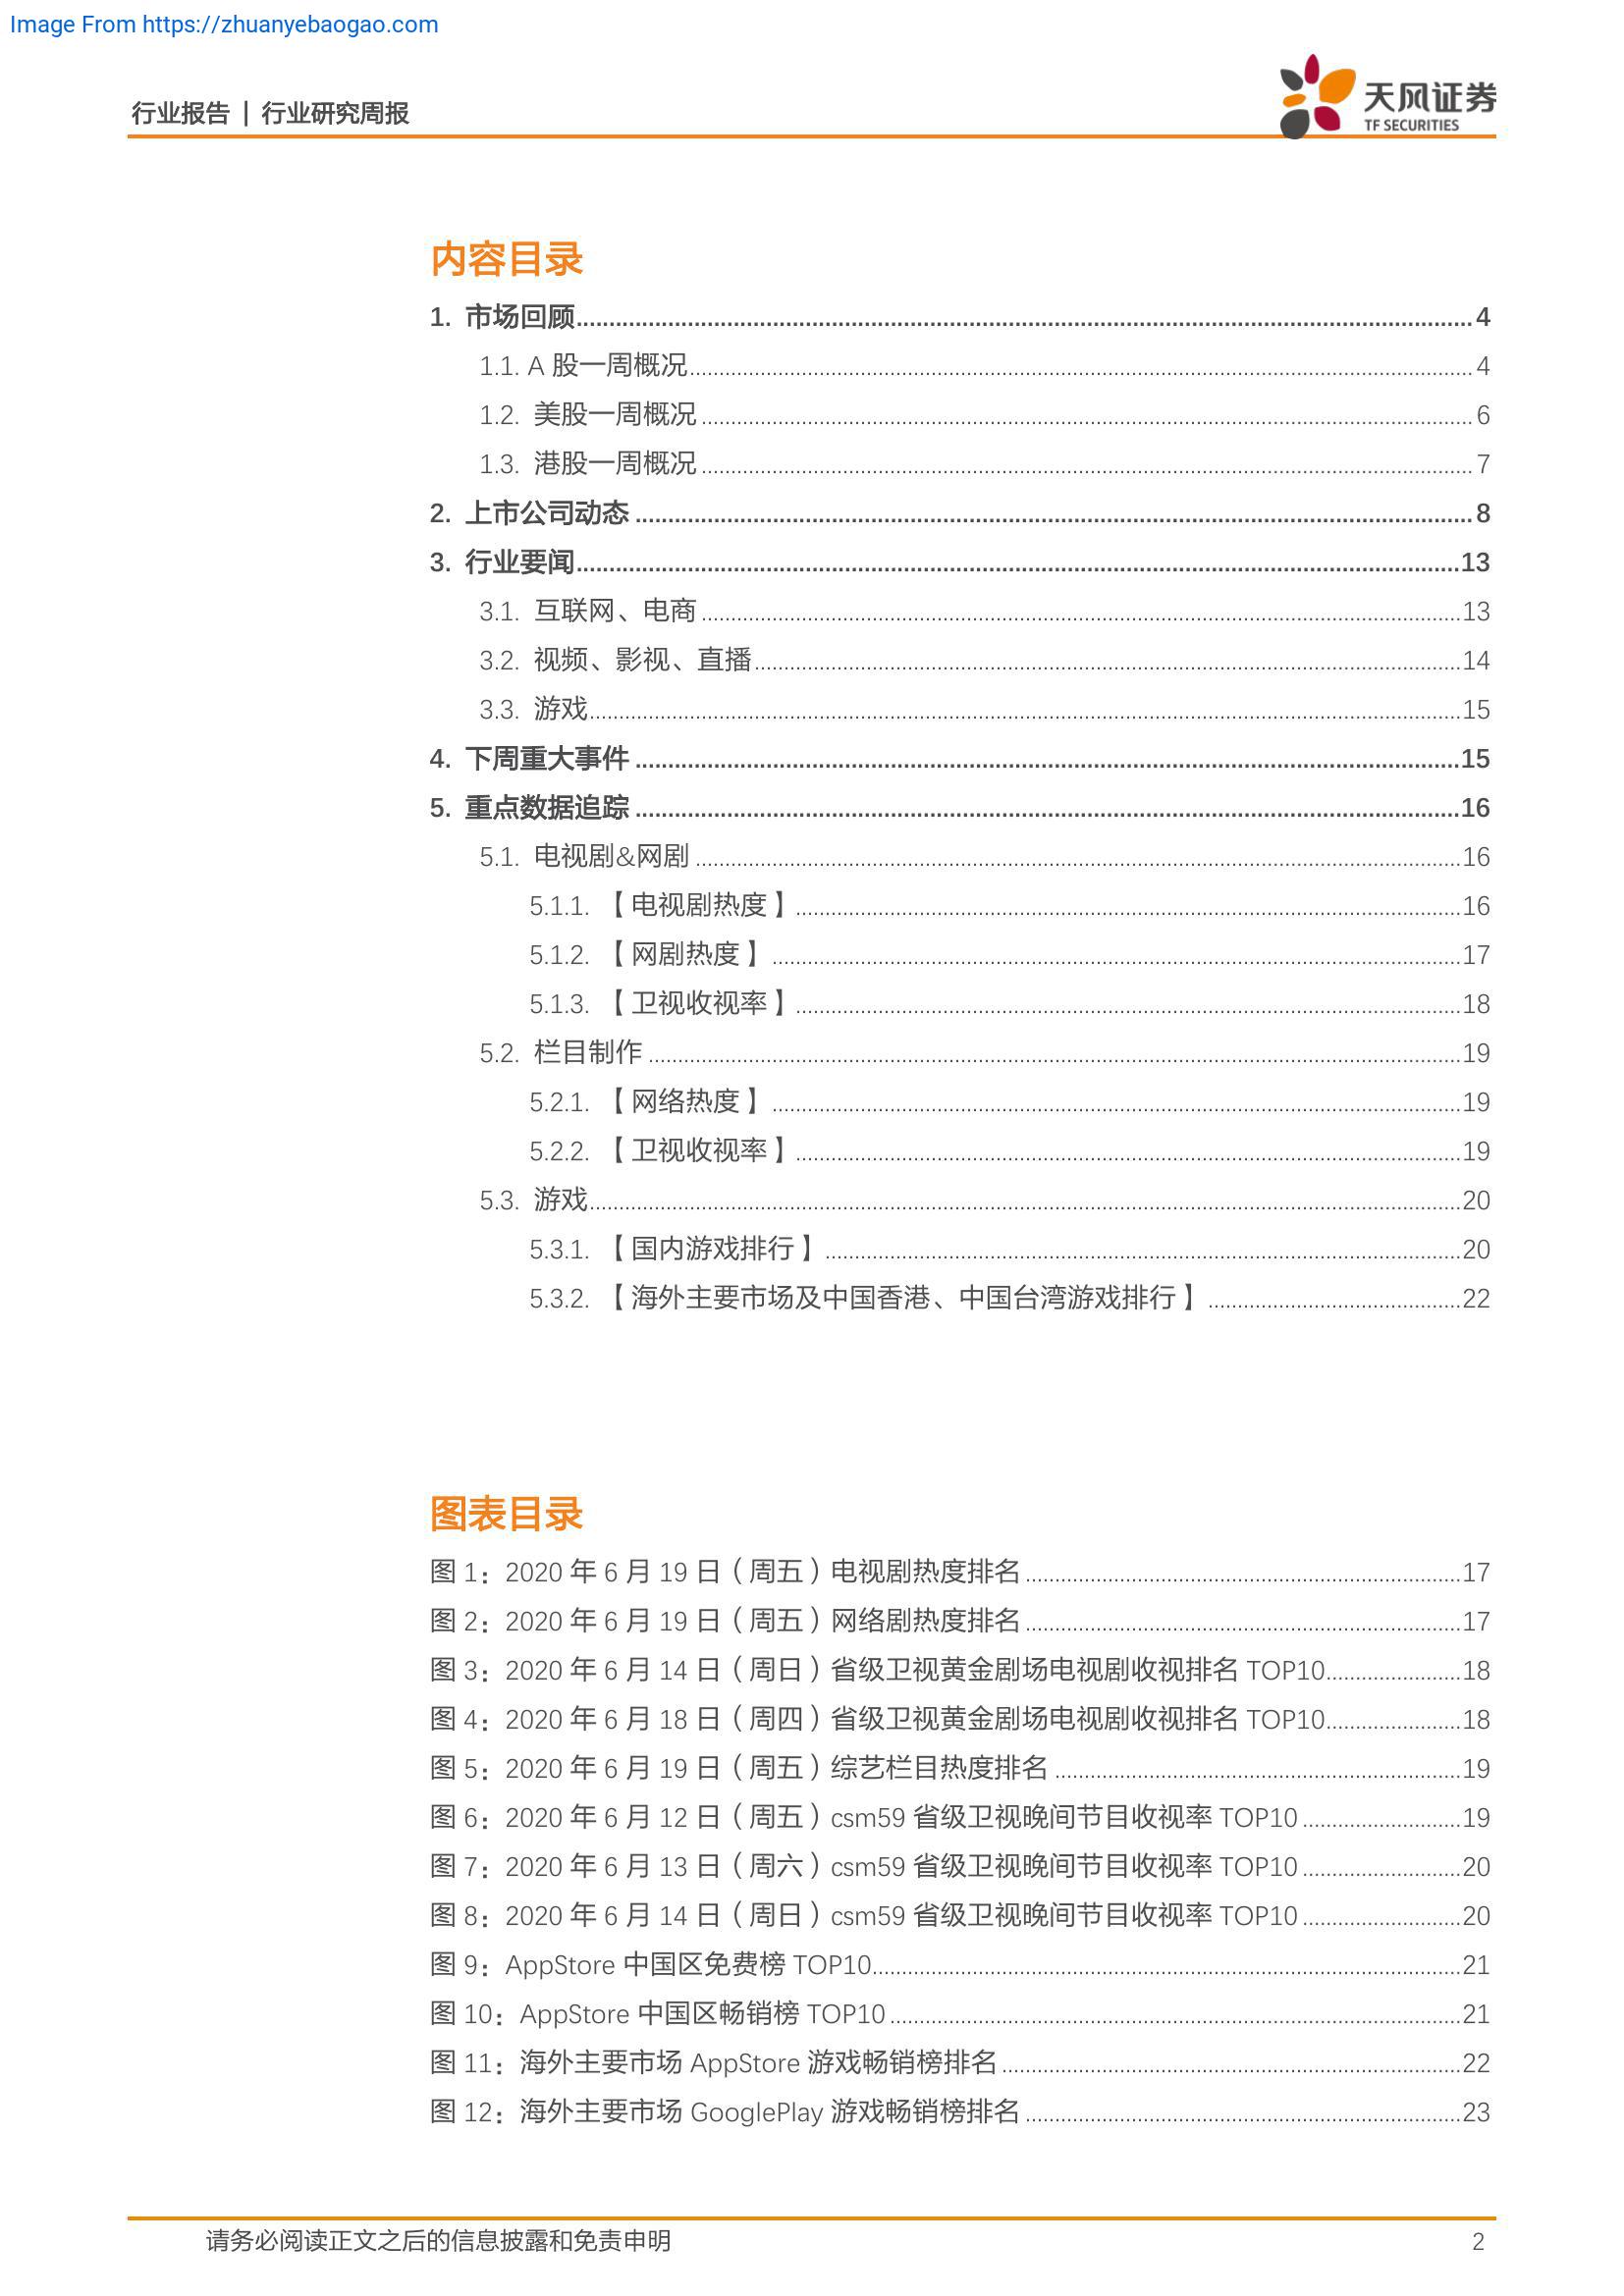 Image From https://zhuanyebaogao.com
行业报告 | 行业研究周报
天风证券
TF SECURITIES
内容目录
1. 市场回顾 4
1.1. A 股一周概况 4
1.2. 美股一周概况 6
1.3. 港股一周概况 7
2. 上市公司动态 8
3. 行业要闻 13
3.1. 互联网、电商 13
3.2. 视频、影视、直播 14
3.3. 游戏 15
4. 下周重大事件 15
5. 重点数据追踪 16
5.1. 电视剧&网剧 16
5.1.1. 【电视剧热度】 16
5.1.2. 【网剧热度】 17
5.1.3. 【卫视收视率】 18
5.2. 栏目制作 19
5.2.1. 【网络热度】 19
5.2.2. 【卫视收视率】 19
5.3. 游戏 20
5.3.1. 【国内游戏排行】 20
5.3.2. 【海外主要市场及中国香港、中国台湾游戏排行】 22
图表目录
图 1：2020 年 6 月 19 日（周五）电视剧热度排名 17
图 2：2020 年 6 月 19 日（周五）网络剧热度排名 17
图 3：2020 年 6 月 14 日（周日）省级卫视黄金剧场电视剧收视排名 TOP10 18
图 4：2020 年 6 月 18 日（周四）省级卫视黄金剧场电视剧收视排名 TOP10 18
图 5：2020 年 6 月 19 日（周五）综艺栏目热度排名 19
图 6：2020 年 6 月 12 日（周五）csm59 省级卫视晚间节目收视率 TOP10 19
图 7：2020 年 6 月 13 日（周六）csm59 省级卫视晚间节目收视率 TOP10 20
图 8：2020 年 6 月 14 日（周日）csm59 省级卫视晚间节目收视率 TOP10 20
图 9：AppStore 中国区免费榜 TOP10 21
图 10：AppStore 中国区畅销榜 TOP10 21
图 11：海外主要市场 AppStore 游戏畅销榜排名 22
图 12：海外主要市场 GooglePlay 游戏畅销榜排名 23
请务必阅读正文之后的信息披露和免责申明 2